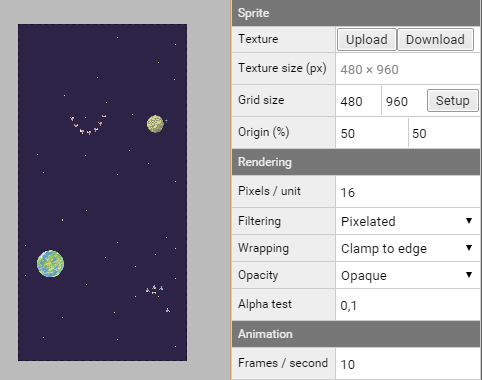 Sprite
Texture Upload Download
Texture size (px) 480 × 960
Grid size 480 960 Setup
Origin (%) 50 50
Rendering
Pixels / unit 16
Filtering Pixelated
Wrapping Clamp to edge
Opacity Opaque
Alpha test 0,1
Animation
Frames / second 10